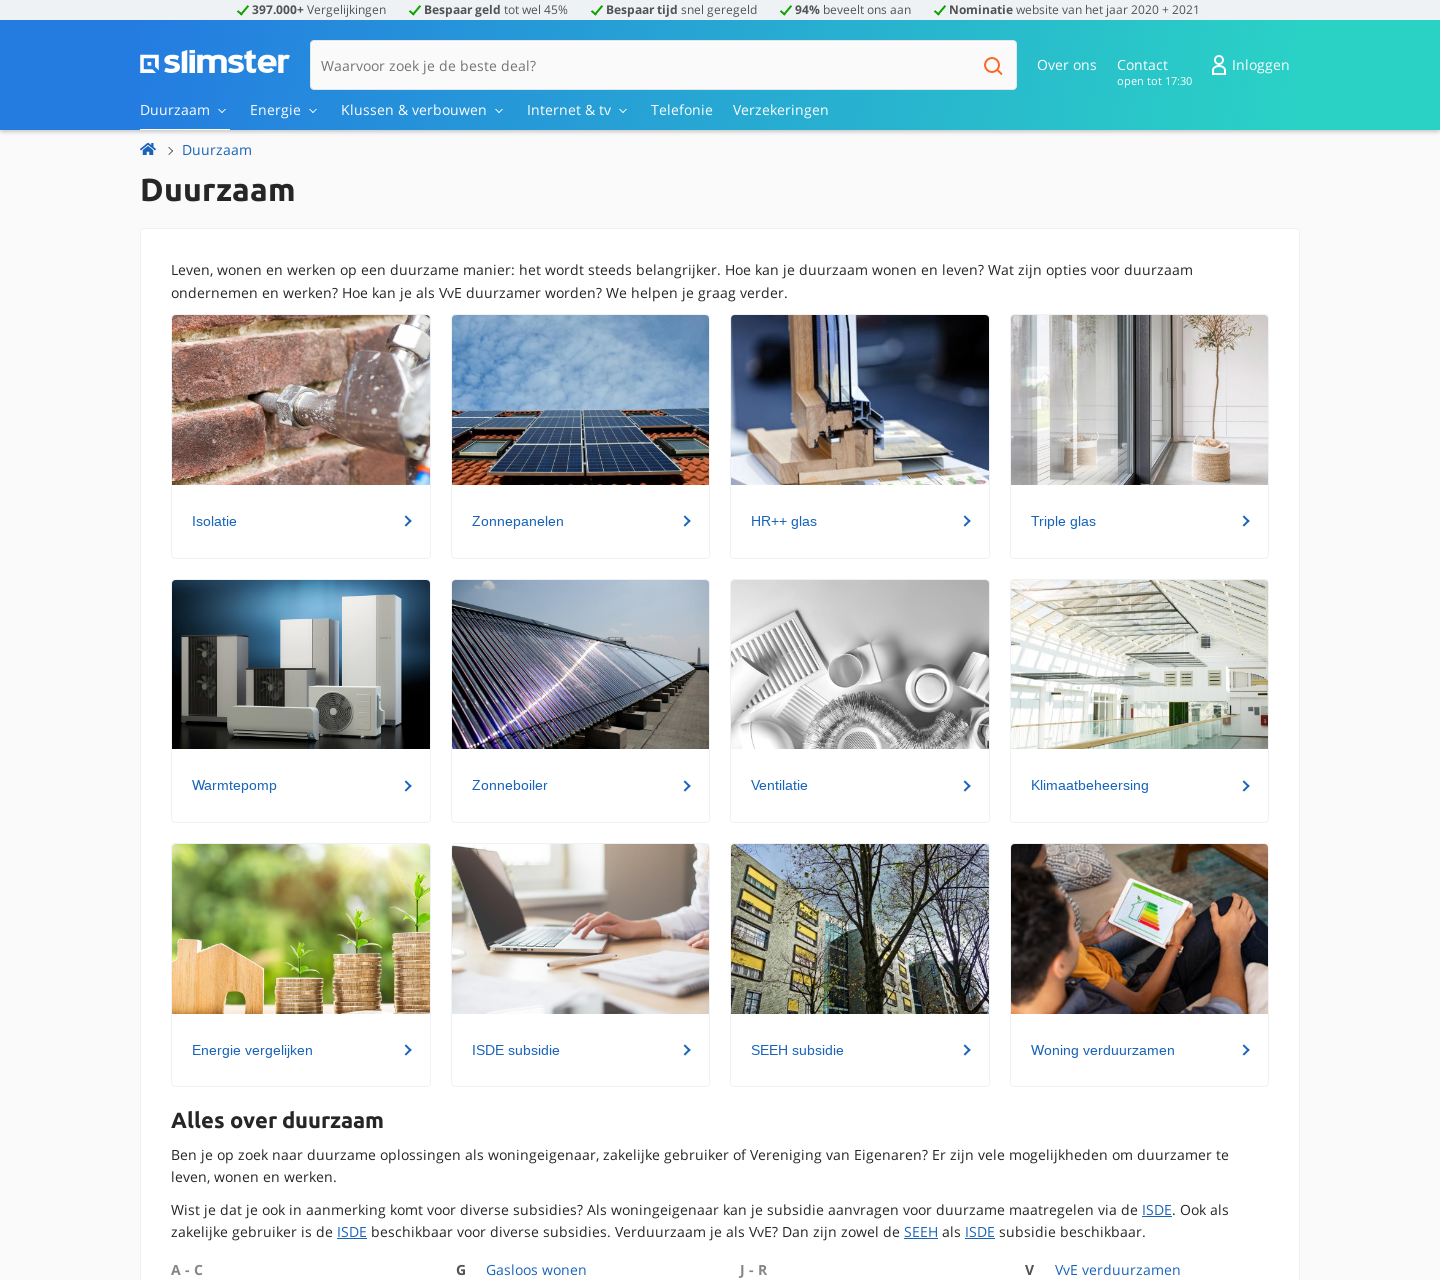 397.000+ Vergelijkingen
Bespaar geld tot wel 45%
Bespaar tijd snel geregeld
94% beveelt ons aan
Nominatie website van het jaar 2020 + 2021
slimster
Waarvoor zoek je de beste deal?
Over ons
Contact
open tot 17:30
Inloggen
Duurzaam
Energie
Klussen & verbouwen
Internet & tv
Telefonie
Verzekeringen
Duurzaam
Duurzaam
Leven, wonen en werken op een duurzame manier: het wordt steeds belangrijker. Hoe kan je duurzaam wonen en leven? Wat zijn opties voor duurzaam
ondernemen en werken? Hoe kan je als VvE duurzamer worden? We helpen je graag verder.
Isolatie
Zonnepanelen
HR++ glas
Triple glas
Warmtepomp
Zonneboiler
Ventilatie
Klimaatbeheersing
Energie vergelijken
ISDE subsidie
SEEH subsidie
Woning verduurzamen
Alles over duurzaam
Ben je op zoek naar duurzame oplossingen als woningeigenaar, zakelijke gebruiker of Vereniging van Eigenaren? Er zijn vele mogelijkheden om duurzamer te
leven, wonen en werken.
Wist je dat je ook in aanmerking komt voor diverse subsidies? Als woningeigenaar kan je subsidie aanvragen voor duurzame maatregelen via de ISDE. Ook als
zakelijke gebruiker is de ISDE beschikbaar voor diverse subsidies. Verduurzaam je als VvE? Dan zijn zowel de SEEH als ISDE subsidie beschikbaar.
A - C
G Gasloos wonen
J - R
V VvE verduurzamen